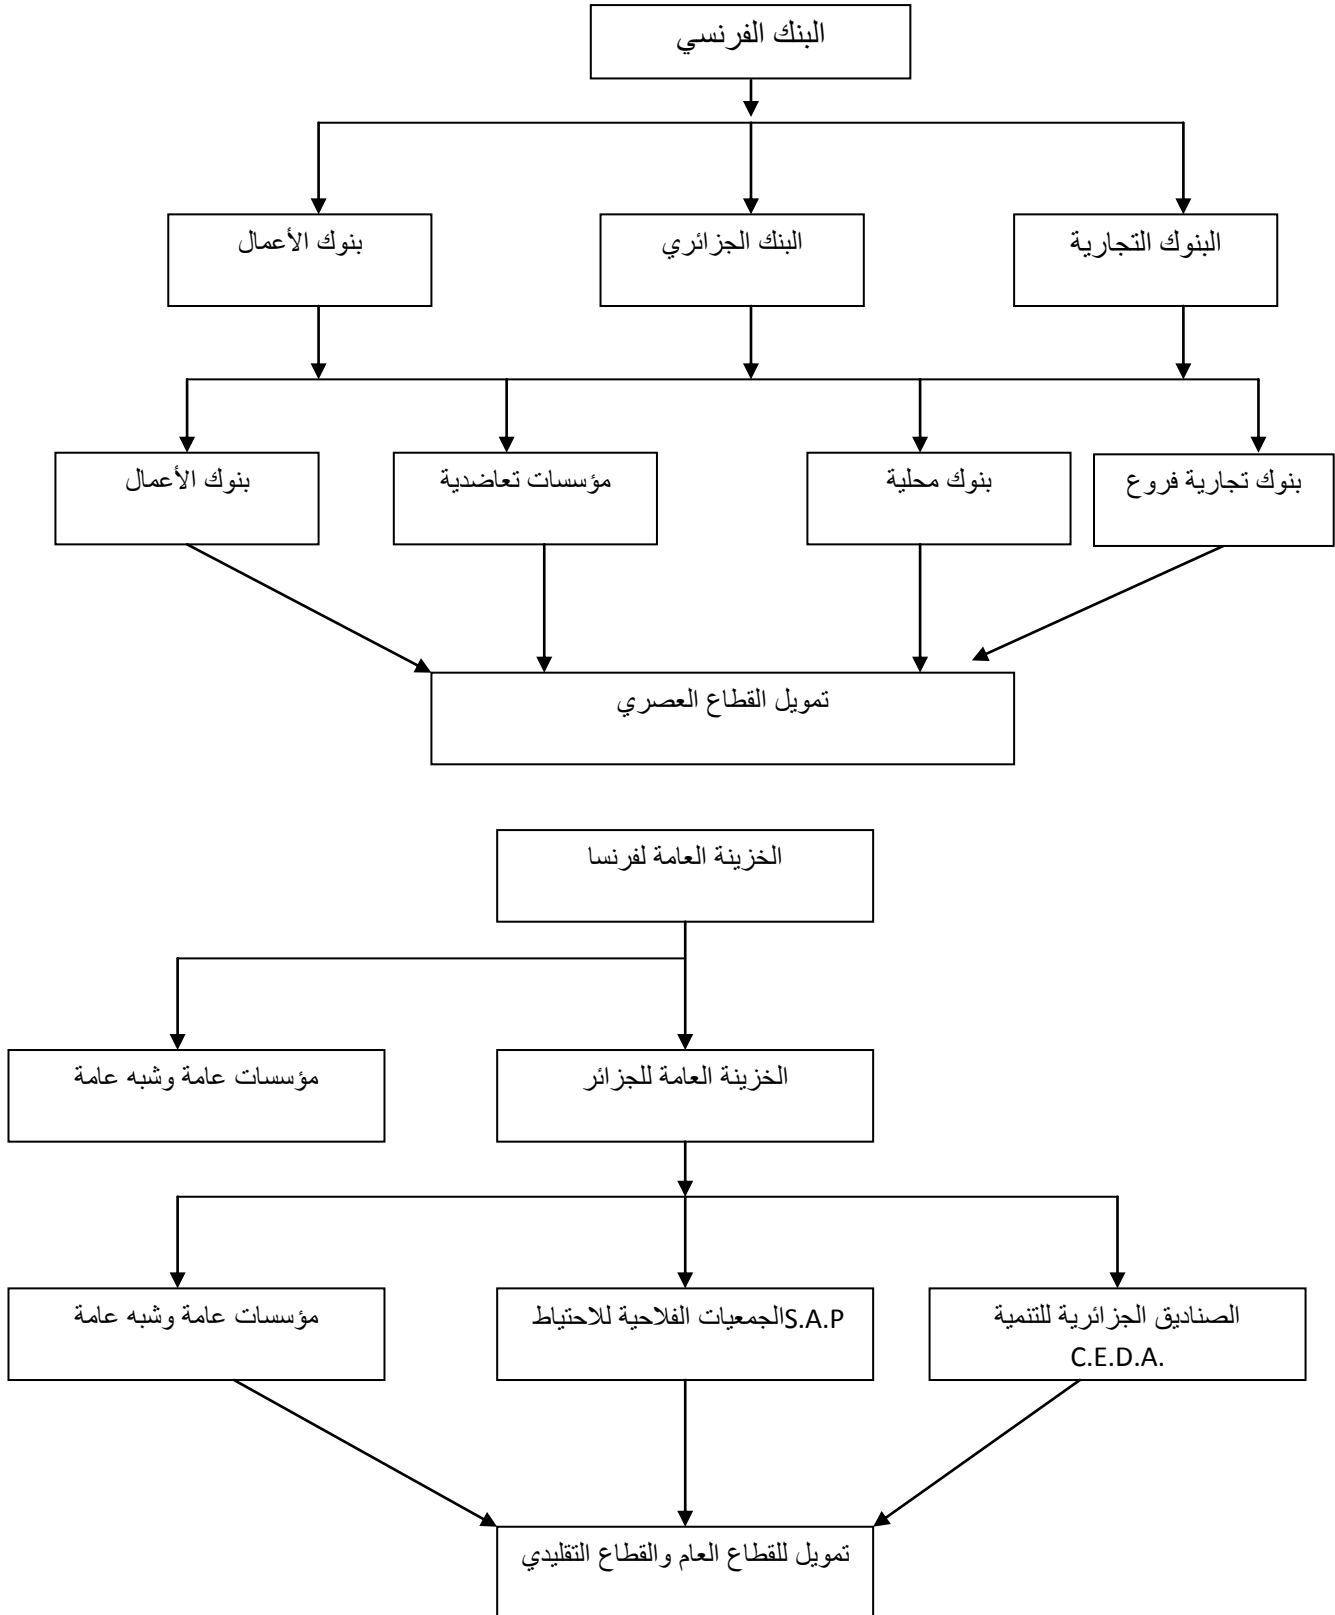 البنك الفرنسي
البنوك التجارية
البنك الجزائري
بنوك الأعمال
بنوك تجارية فروع
بنوك محلية
مؤسسات تعاضدية
بنوك الأعمال
تمويل القطاع العصري
الخزينة العامة لفرنسا
الخزينة العامة للجزائر
مؤسسات عامة وشبه عامة
الصناديق الجزائرية للتنمية
C.E.D.A.
S.A.Pالجمعيات الفلاحية للاحتياط
مؤسسات عامة وشبه عامة
تمويل للقطاع العام والقطاع التقليدي